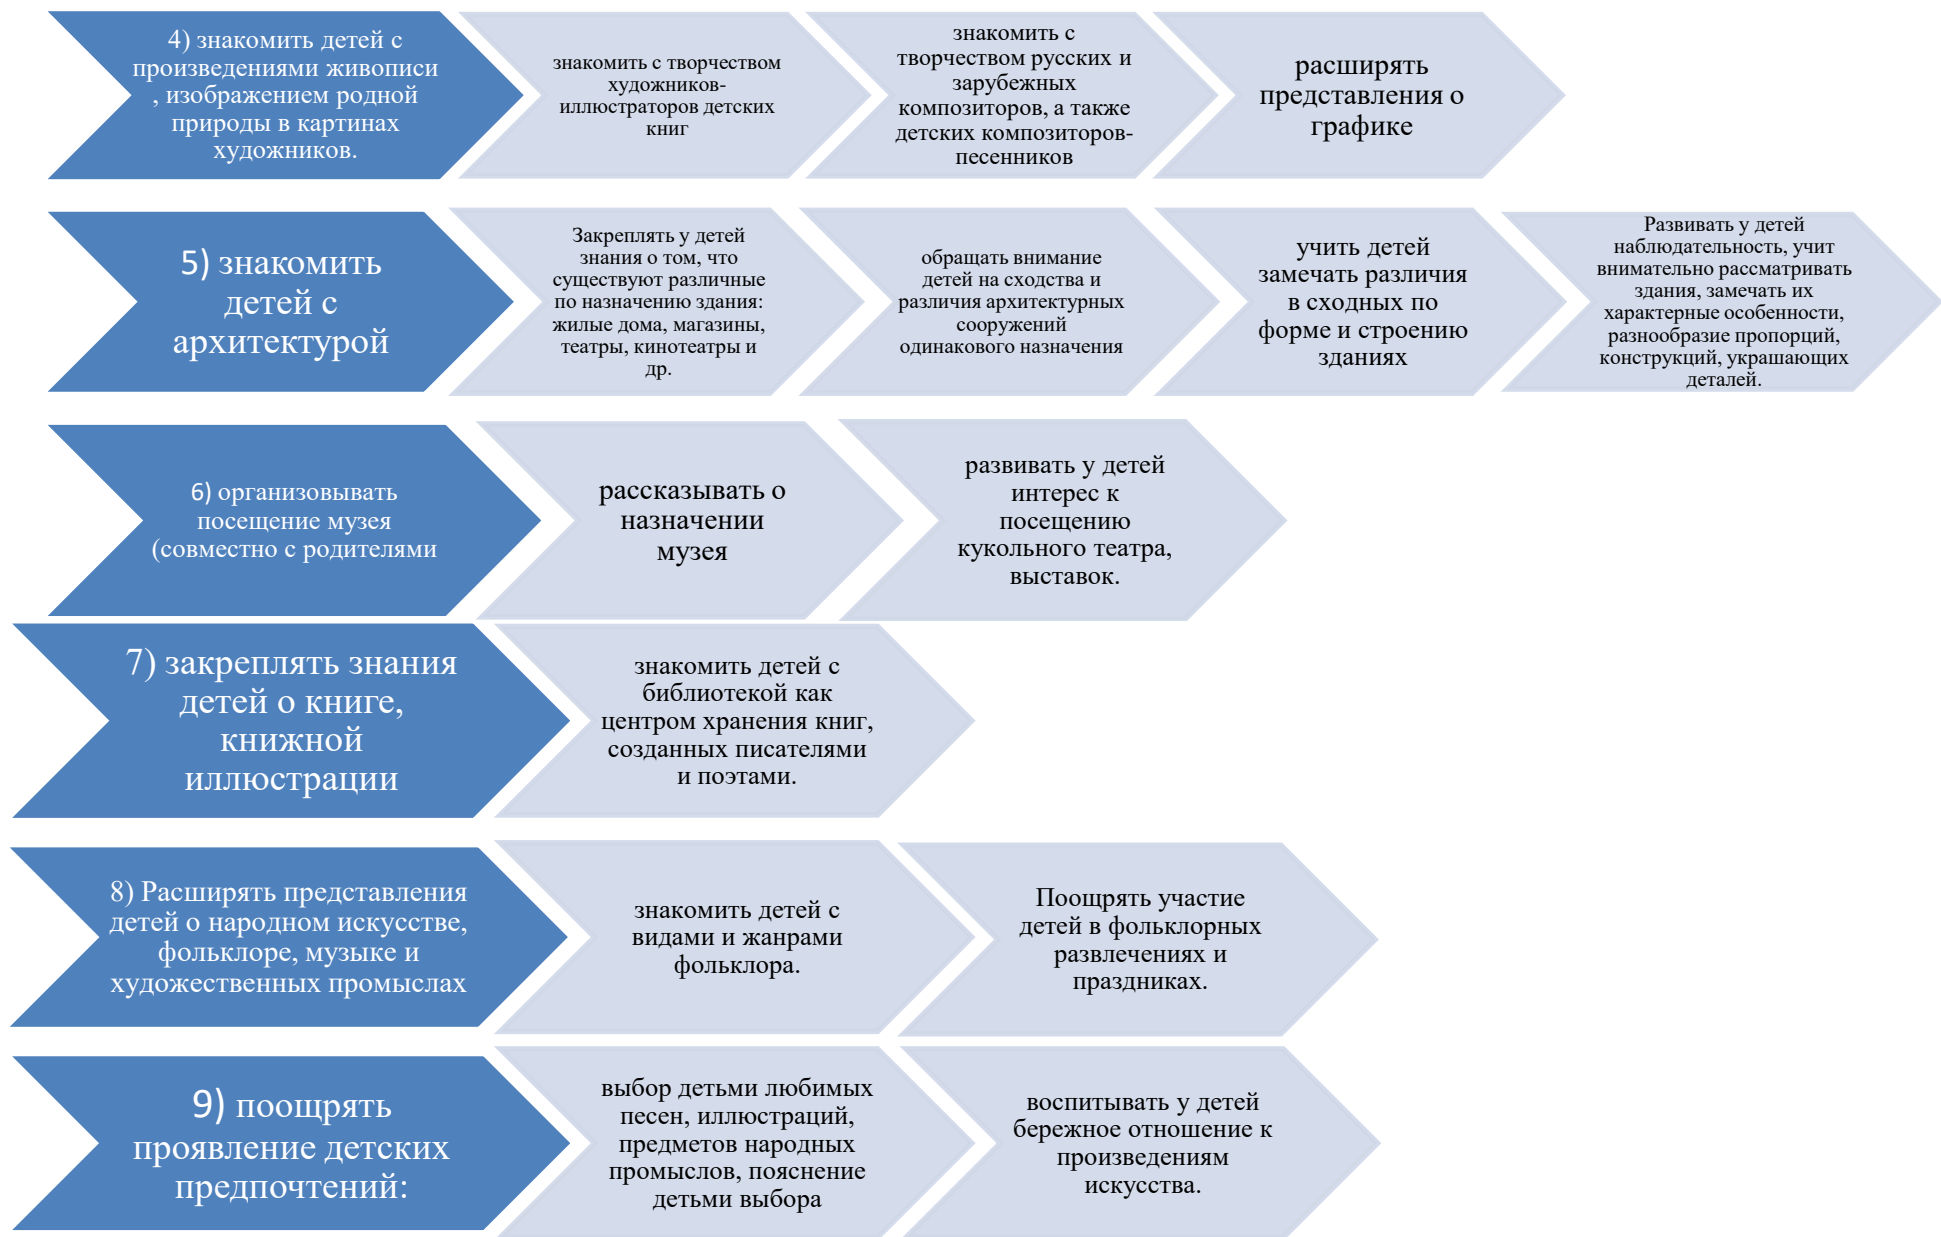 4) знакомить детей с
произведениями живописи
, изображением родной
природы в картинах
художников.
знакомить с творчеством
художников-
иллюстраторов детских
книг
знакомить с
творчеством русских и
зарубежных
композиторов, а также
детских композиторов-
песенников
расширять
представления о
графике
5) знакомить
детей с
архитектурой
Закреплять у детей
знания о том, что
существуют различные
по назначению здания:
жилые дома, магазины,
театры, кинотеатры и
др.
обращать внимание
детей на сходства и
различия архитектурных
сооружений
одинакового назначения
учить детей
замечать различия
в сходных по
форме и строению
зданиях
Развивать у детей
наблюдательность, учит
внимательно рассматривать
здания, замечать их
характерные особенности,
разнообразие пропорций,
конструкций, украшающих
деталей.
6) организовывать
посещение музея
(совместно с родителями
рассказывать о
назначении
музея
развивать у детей
интерес к
посещению
кукольного театра,
выставок.
7) закреплять знания
детей о книге,
книжной
иллюстрации
знакомить детей с
библиотекой как
центром хранения книг,
созданных писателями
и поэтами.
8) Расширять представления
детей о народном искусстве,
фольклоре, музыке и
художественных промыслах
знакомить детей с
видами и жанрами
фольклора.
Поощрять участие
детей в фольклорных
развлечениях и
праздниках.
9) поощрять
проявление детских
предпочтений:
выбор детьми любимых
песен, иллюстраций,
предметов народных
промыслов, пояснение
детьми выбора
воспитывать у детей
бережное отношение к
произведениям
искусства.